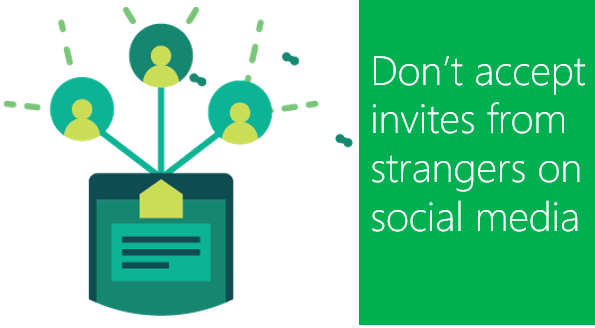 Don’t accept
invites from
strangers on
social media